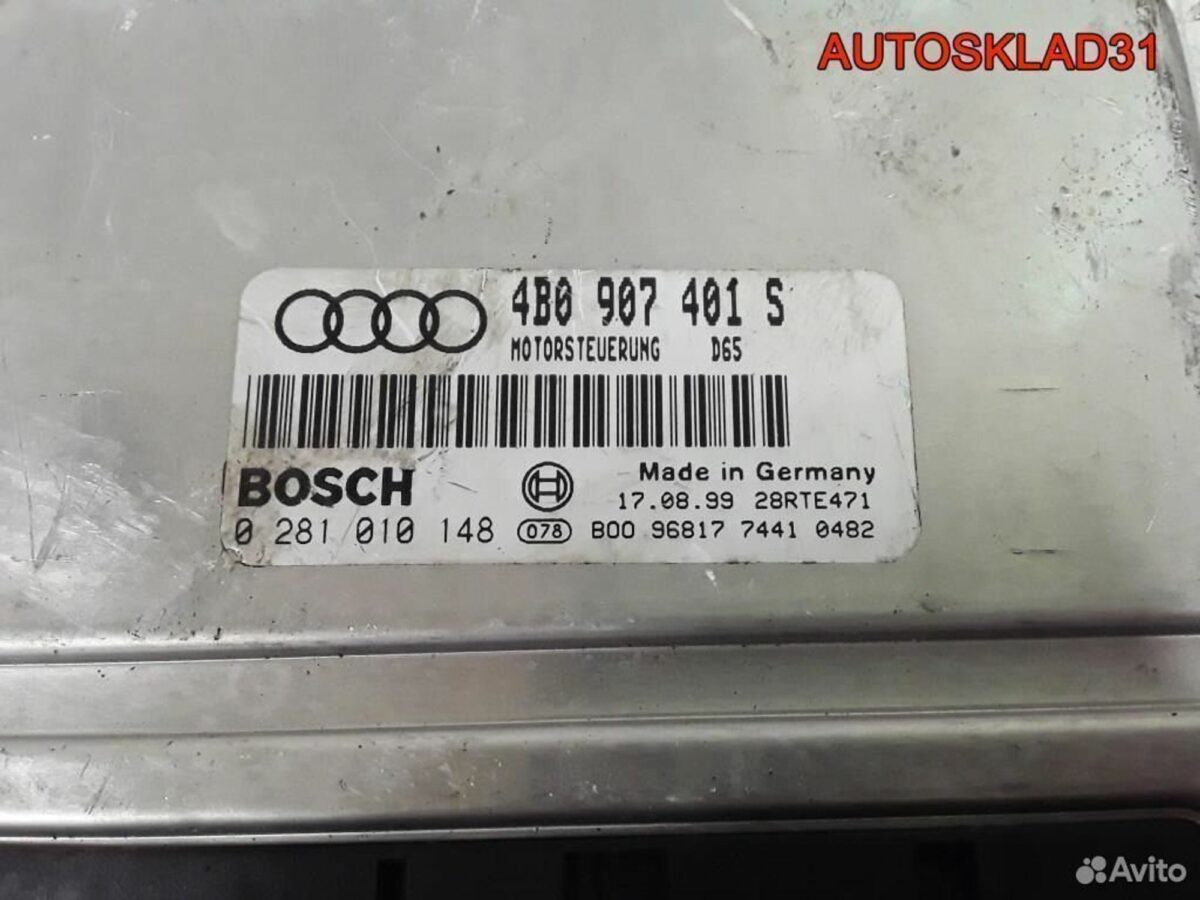 AUTOSKLAD31
4B0 907 401 S
MOTORSTEUERUNG D65
BOSCH
Made in Germany
17.08.99 28RTE471
0 281 010 148 078 B00 96817 7441 0482
Avito